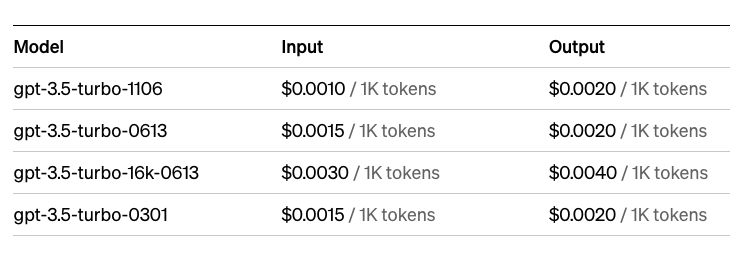 Model Input Output
gpt-3.5-turbo-1106 $0.0010 / 1K tokens $0.0020 / 1K tokens
gpt-3.5-turbo-0613 $0.0015 / 1K tokens $0.0020 / 1K tokens
gpt-3.5-turbo-16k-0613 $0.0030 / 1K tokens $0.0040 / 1K tokens
gpt-3.5-turbo-0301 $0.0015 / 1K tokens $0.0020 / 1K tokens